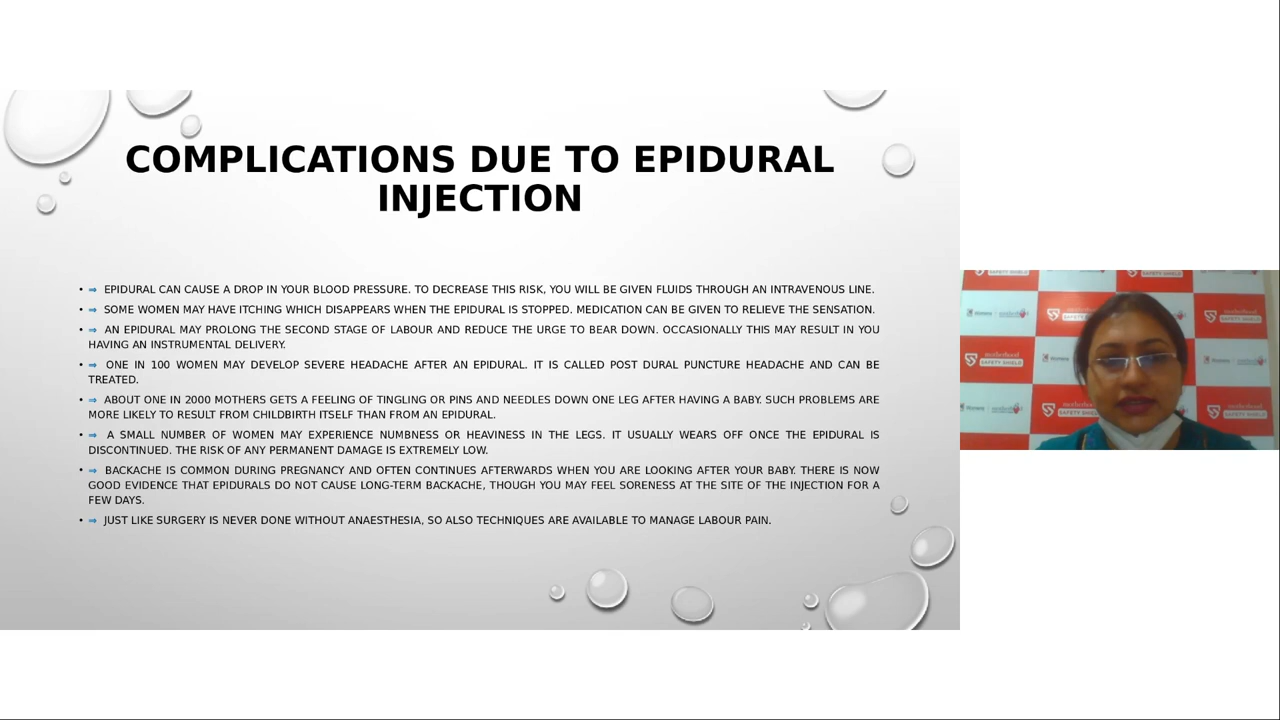 COMPLICATIONS DUE TO EPIDURAL
INJECTION
• ⇒ EPIDURAL CAN CAUSE A DROP IN YOUR BLOOD PRESSURE. TO DECREASE THIS RISK, YOU WILL BE GIVEN FLUIDS THROUGH AN INTRAVENOUS LINE.
• ⇒ SOME WOMEN MAY HAVE ITCHING WHICH DISAPPEARS WHEN THE EPIDURAL IS STOPPED. MEDICATION CAN BE GIVEN TO RELIEVE THE SENSATION.
• ⇒ AN EPIDURAL MAY PROLONG THE SECOND STAGE OF LABOUR AND REDUCE THE URGE TO BEAR DOWN. OCCASIONALLY THIS MAY RESULT IN YOU
HAVING AN INSTRUMENTAL DELIVERY.
• ⇒ ONE IN 100 WOMEN MAY DEVELOP SEVERE HEADACHE AFTER AN EPIDURAL. IT IS CALLED POST DURAL PUNCTURE HEADACHE AND CAN BE
TREATED.
• ⇒ ABOUT ONE IN 2000 MOTHERS GETS A FEELING OF TINGLING OR PINS AND NEEDLES DOWN ONE LEG AFTER HAVING A BABY. SUCH PROBLEMS ARE
MORE LIKELY TO RESULT FROM CHILDBIRTH ITSELF THAN FROM AN EPIDURAL.
• ⇒ A SMALL NUMBER OF WOMEN MAY EXPERIENCE NUMBNESS OR HEAVINESS IN THE LEGS. IT USUALLY WEARS OFF ONCE THE EPIDURAL IS
DISCONTINUED. THE RISK OF ANY PERMANENT DAMAGE IS EXTREMELY LOW.
• ⇒ BACKACHE IS COMMON DURING PREGNANCY AND OFTEN CONTINUES AFTERWARDS WHEN YOU ARE LOOKING AFTER YOUR BABY. THERE IS NOW
GOOD EVIDENCE THAT EPIDURALS DO NOT CAUSE LONG-TERM BACKACHE, THOUGH YOU MAY FEEL SORENESS AT THE SITE OF THE INJECTION FOR A
FEW DAYS.
• ⇒ JUST LIKE SURGERY IS NEVER DONE WITHOUT ANAESTHESIA, SO ALSO TECHNIQUES ARE AVAILABLE TO MANAGE LABOUR PAIN.
motherhood
SAFETY SHIELD